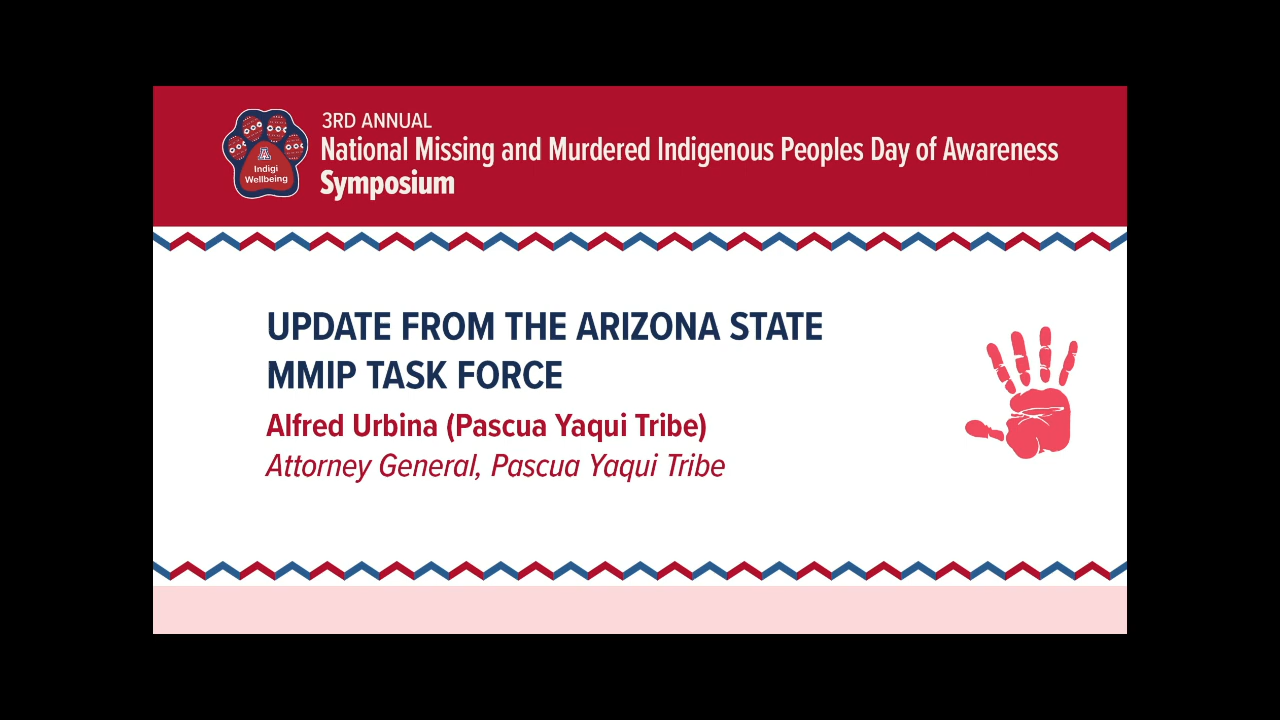 3RD ANNUAL
National Missing and Murdered Indigenous Peoples Day of Awareness
Symposium
A
Indigi
Wellbeing
UPDATE FROM THE ARIZONA STATE
MMIP TASK FORCE
Alfred Urbina (Pascua Yaqui Tribe)
Attorney General, Pascua Yaqui Tribe